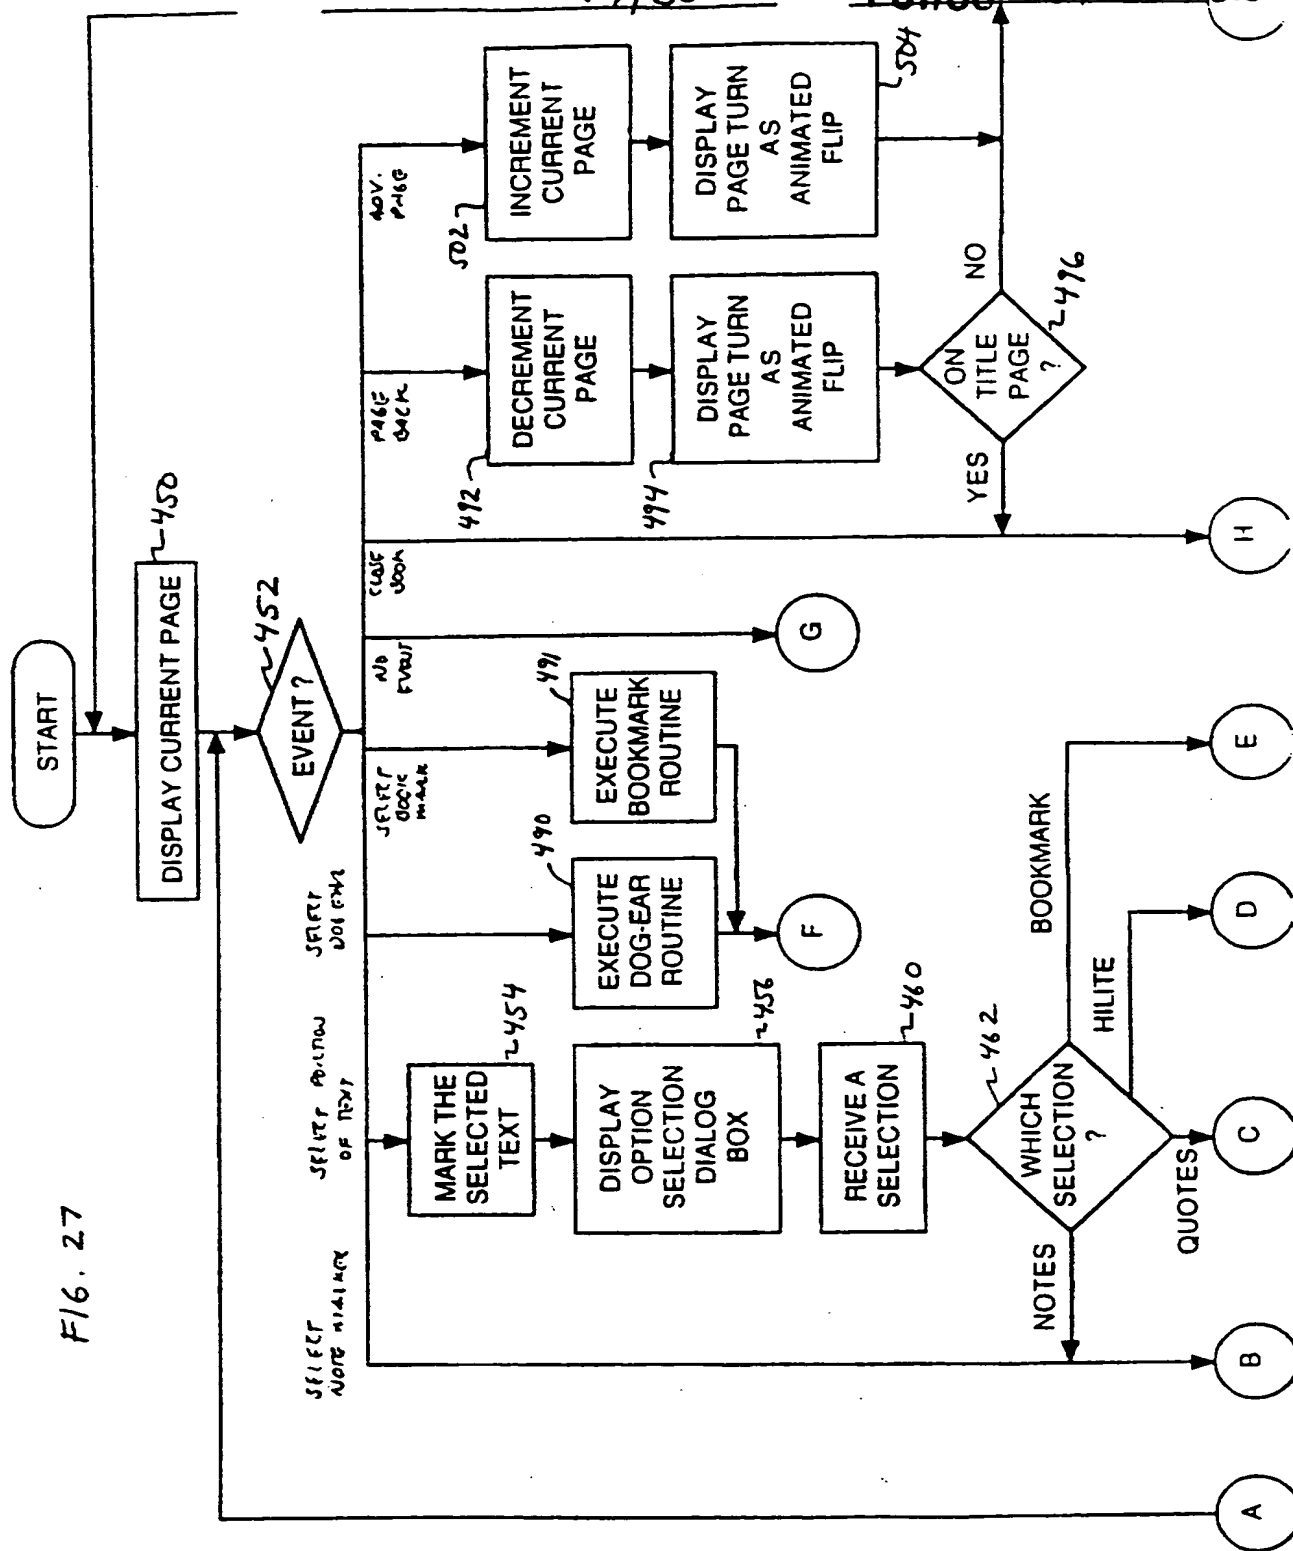 FIG. 27
START
DISPLAY CURRENT PAGE
450
EVENT ?
452
SELECT
NOTE MARKER
SELECT PORTION
OF TEXT
SELECT
DOG EAR
SELECT
BOOK
MARK
NO
EVENT
CLOSE
BOOK
PAGE
BACK
ADV.
PAGE
MARK THE
SELECTED
TEXT
454
DISPLAY
OPTION
SELECTION
DIALOG
BOX
456
RECEIVE A
SELECTION
460
WHICH
SELECTION
?
462
NOTES
QUOTES
HILITE
BOOKMARK
EXECUTE
DOG-EAR
ROUTINE
490
EXECUTE
BOOKMARK
ROUTINE
491
DECREMENT
CURRENT
PAGE
492
DISPLAY
PAGE TURN
AS
ANIMATED
FLIP
494
ON
TITLE
PAGE
?
496
YES
NO
INCREMENT
CURRENT
PAGE
502
DISPLAY
PAGE TURN
AS
ANIMATED
FLIP
504
A
B
C
D
E
F
G
H